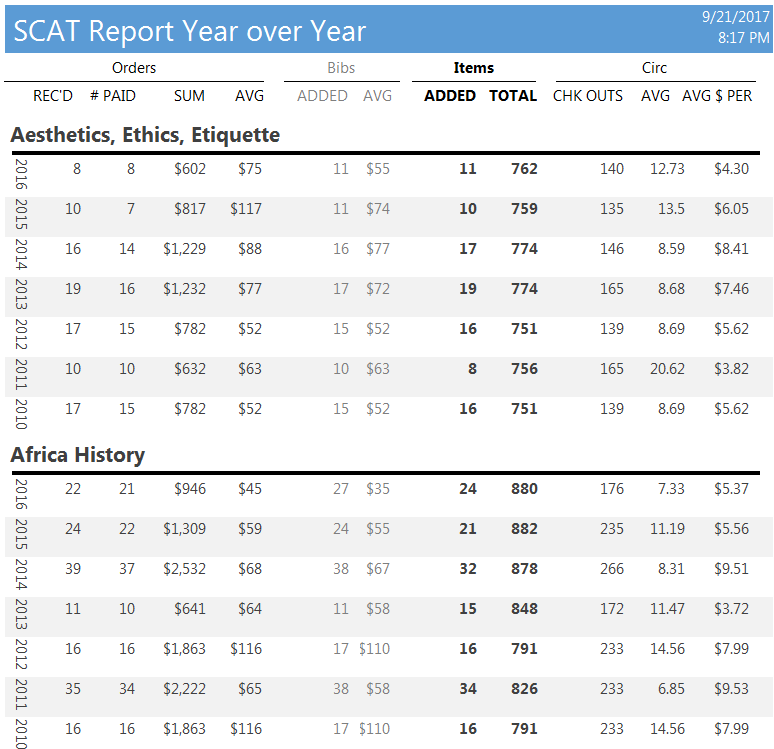 SCAT Report Year over Year
9/21/2017
8:17 PM
Orders Bibs Items Circ
REC'D # PAID SUM AVG ADDED AVG ADDED TOTAL CHK OUTS AVG AVG $ PER
Aesthetics, Ethics, Etiquette
2016 8 8 $602 $75 11 $55 11 762 140 12.73 $4.30
2015 10 7 $817 $117 11 $74 10 759 135 13.5 $6.05
2014 16 14 $1,229 $88 16 $77 17 774 146 8.59 $8.41
2013 19 16 $1,232 $77 17 $72 19 774 165 8.68 $7.46
2012 17 15 $782 $52 15 $52 16 751 139 8.69 $5.62
2011 10 10 $632 $63 10 $63 8 756 165 20.62 $3.82
2010 17 15 $782 $52 15 $52 16 751 139 8.69 $5.62
Africa History
2016 22 21 $946 $45 27 $35 24 880 176 7.33 $5.37
2015 24 22 $1,309 $59 24 $55 21 882 235 11.19 $5.56
2014 39 37 $2,532 $68 38 $67 32 878 266 8.31 $9.51
2013 11 10 $641 $64 11 $58 15 848 172 11.47 $3.72
2012 16 16 $1,863 $116 17 $110 16 791 233 14.56 $7.99
2011 35 34 $2,222 $65 38 $58 34 826 233 6.85 $9.53
2010 16 16 $1,863 $116 17 $110 16 791 233 14.56 $7.99